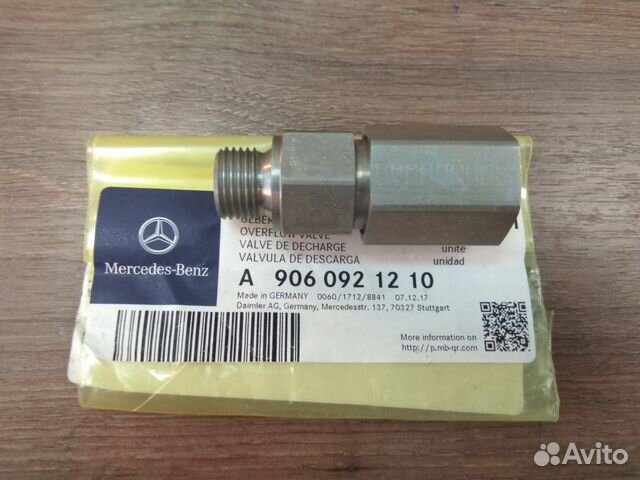 OVERFLOW VALVE
VALVE DE DECHARGE unite
VALVULA DE DESCARGA unidad
Mercedes-Benz
A 906 092 12 10
Made in GERMANY 0060/1712/8841 07.12.17
Daimler AG, Germany, Mercedesstr. 137, 70327 Stuttgart
More information on
http://p.mb-qr.com
Avito